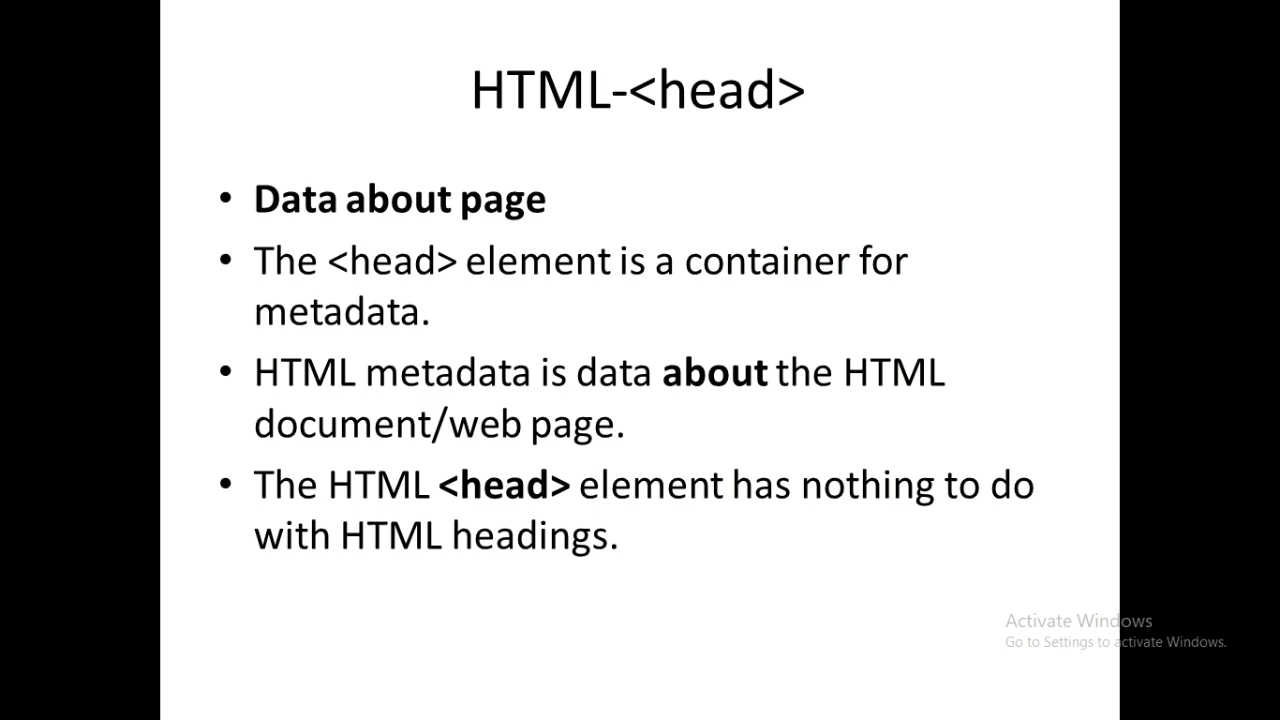 HTML-<head>
• Data about page
• The <head> element is a container for
metadata.
• HTML metadata is data about the HTML
document/web page.
• The HTML <head> element has nothing to do
with HTML headings.
Activate Windows
Go to Settings to activate Windows.